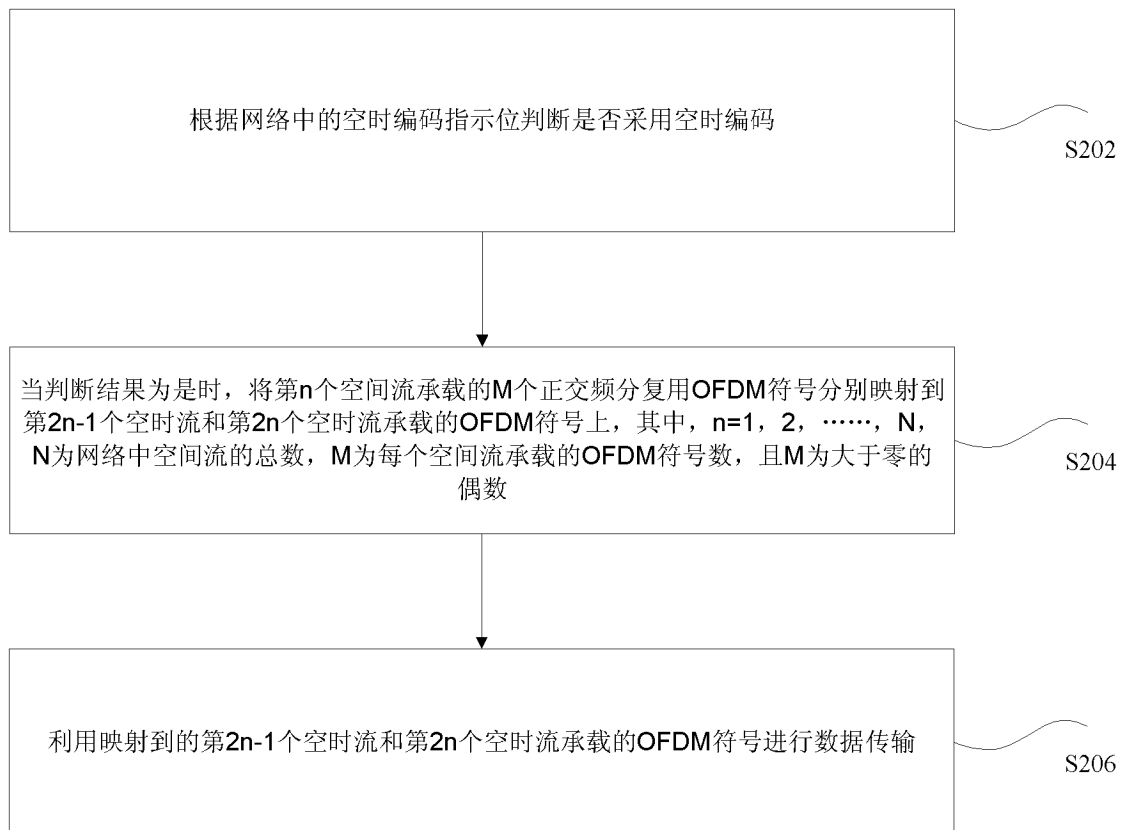 根据网络中的空时编码指示位判断是否采用空时编码
S202
当判断结果为是时，将第n个空间流承载的M个正交频分复用OFDM符号分别映射到
第2n-1个空时流和第2n个空时流承载的OFDM符号上，其中，n=1，2，……，N，
N为网络中空间流的总数，M为每个空间流承载的OFDM符号数，且M为大于零的
偶数
S204
利用映射到的第2n-1个空时流和第2n个空时流承载的OFDM符号进行数据传输
S206